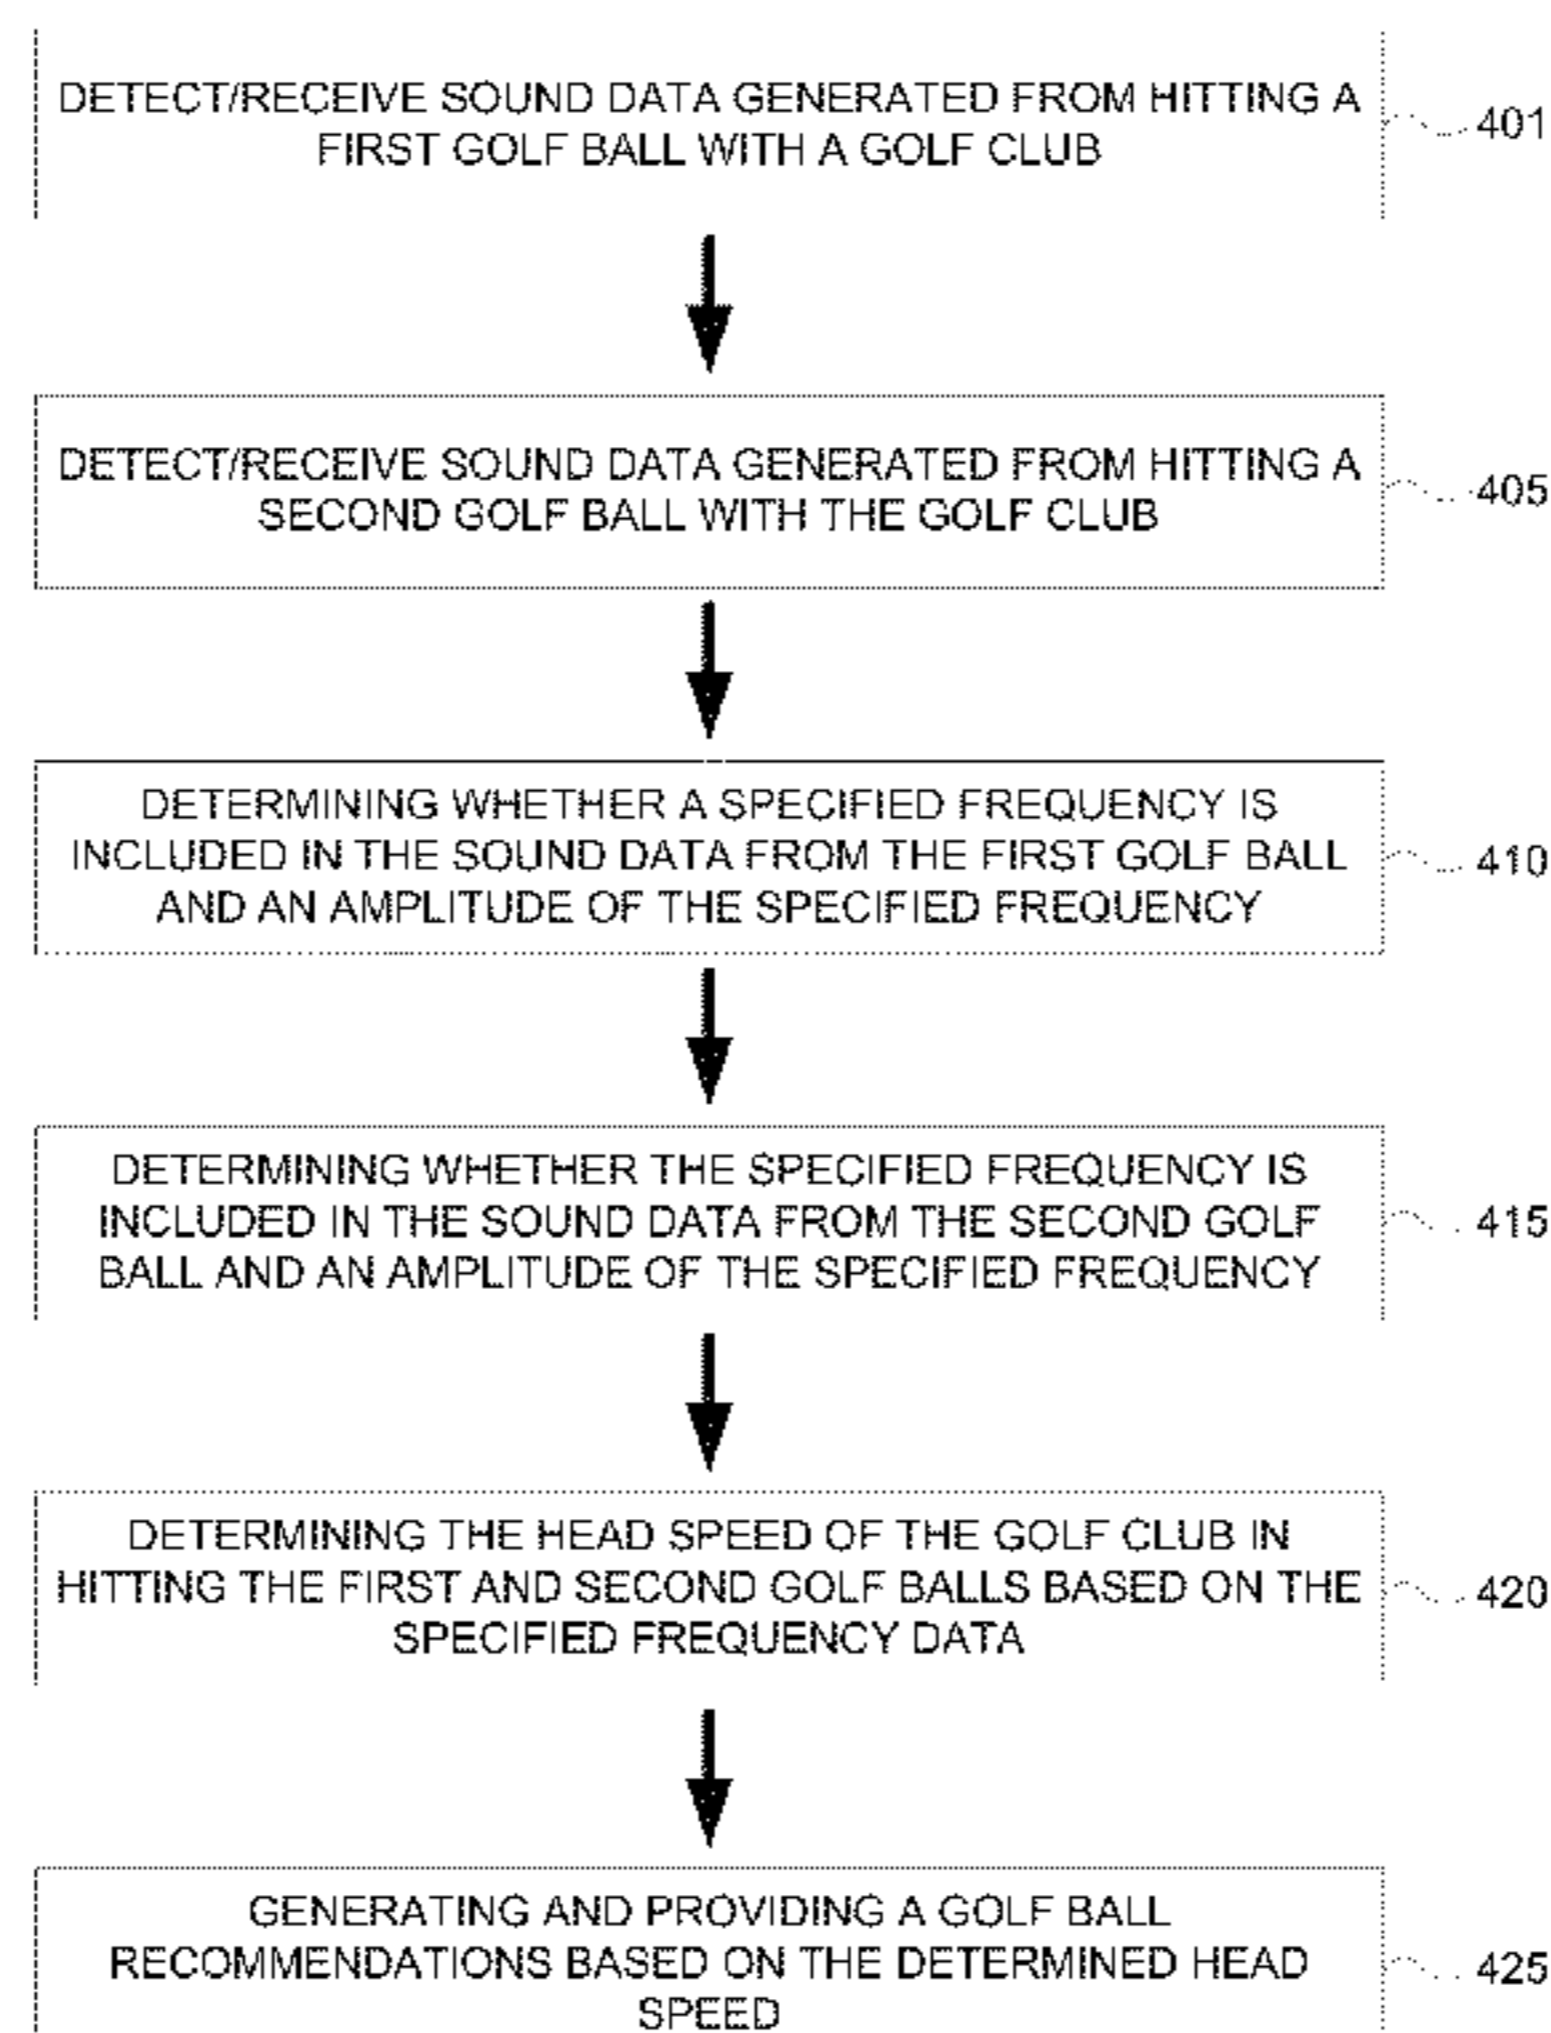 DETECT/RECEIVE SOUND DATA GENERATED FROM HITTING A
FIRST GOLF BALL WITH A GOLF CLUB
401
DETECT/RECEIVE SOUND DATA GENERATED FROM HITTING A
SECOND GOLF BALL WITH THE GOLF CLUB
405
DETERMINING WHETHER A SPECIFIED FREQUENCY IS
INCLUDED IN THE SOUND DATA FROM THE FIRST GOLF BALL
AND AN AMPLITUDE OF THE SPECIFIED FREQUENCY
410
DETERMINING WHETHER THE SPECIFIED FREQUENCY IS
INCLUDED IN THE SOUND DATA FROM THE SECOND GOLF
BALL AND AN AMPLITUDE OF THE SPECIFIED FREQUENCY
415
DETERMINING THE HEAD SPEED OF THE GOLF CLUB IN
HITTING THE FIRST AND SECOND GOLF BALLS BASED ON THE
SPECIFIED FREQUENCY DATA
420
GENERATING AND PROVIDING A GOLF BALL
RECOMMENDATIONS BASED ON THE DETERMINED HEAD
SPEED
425